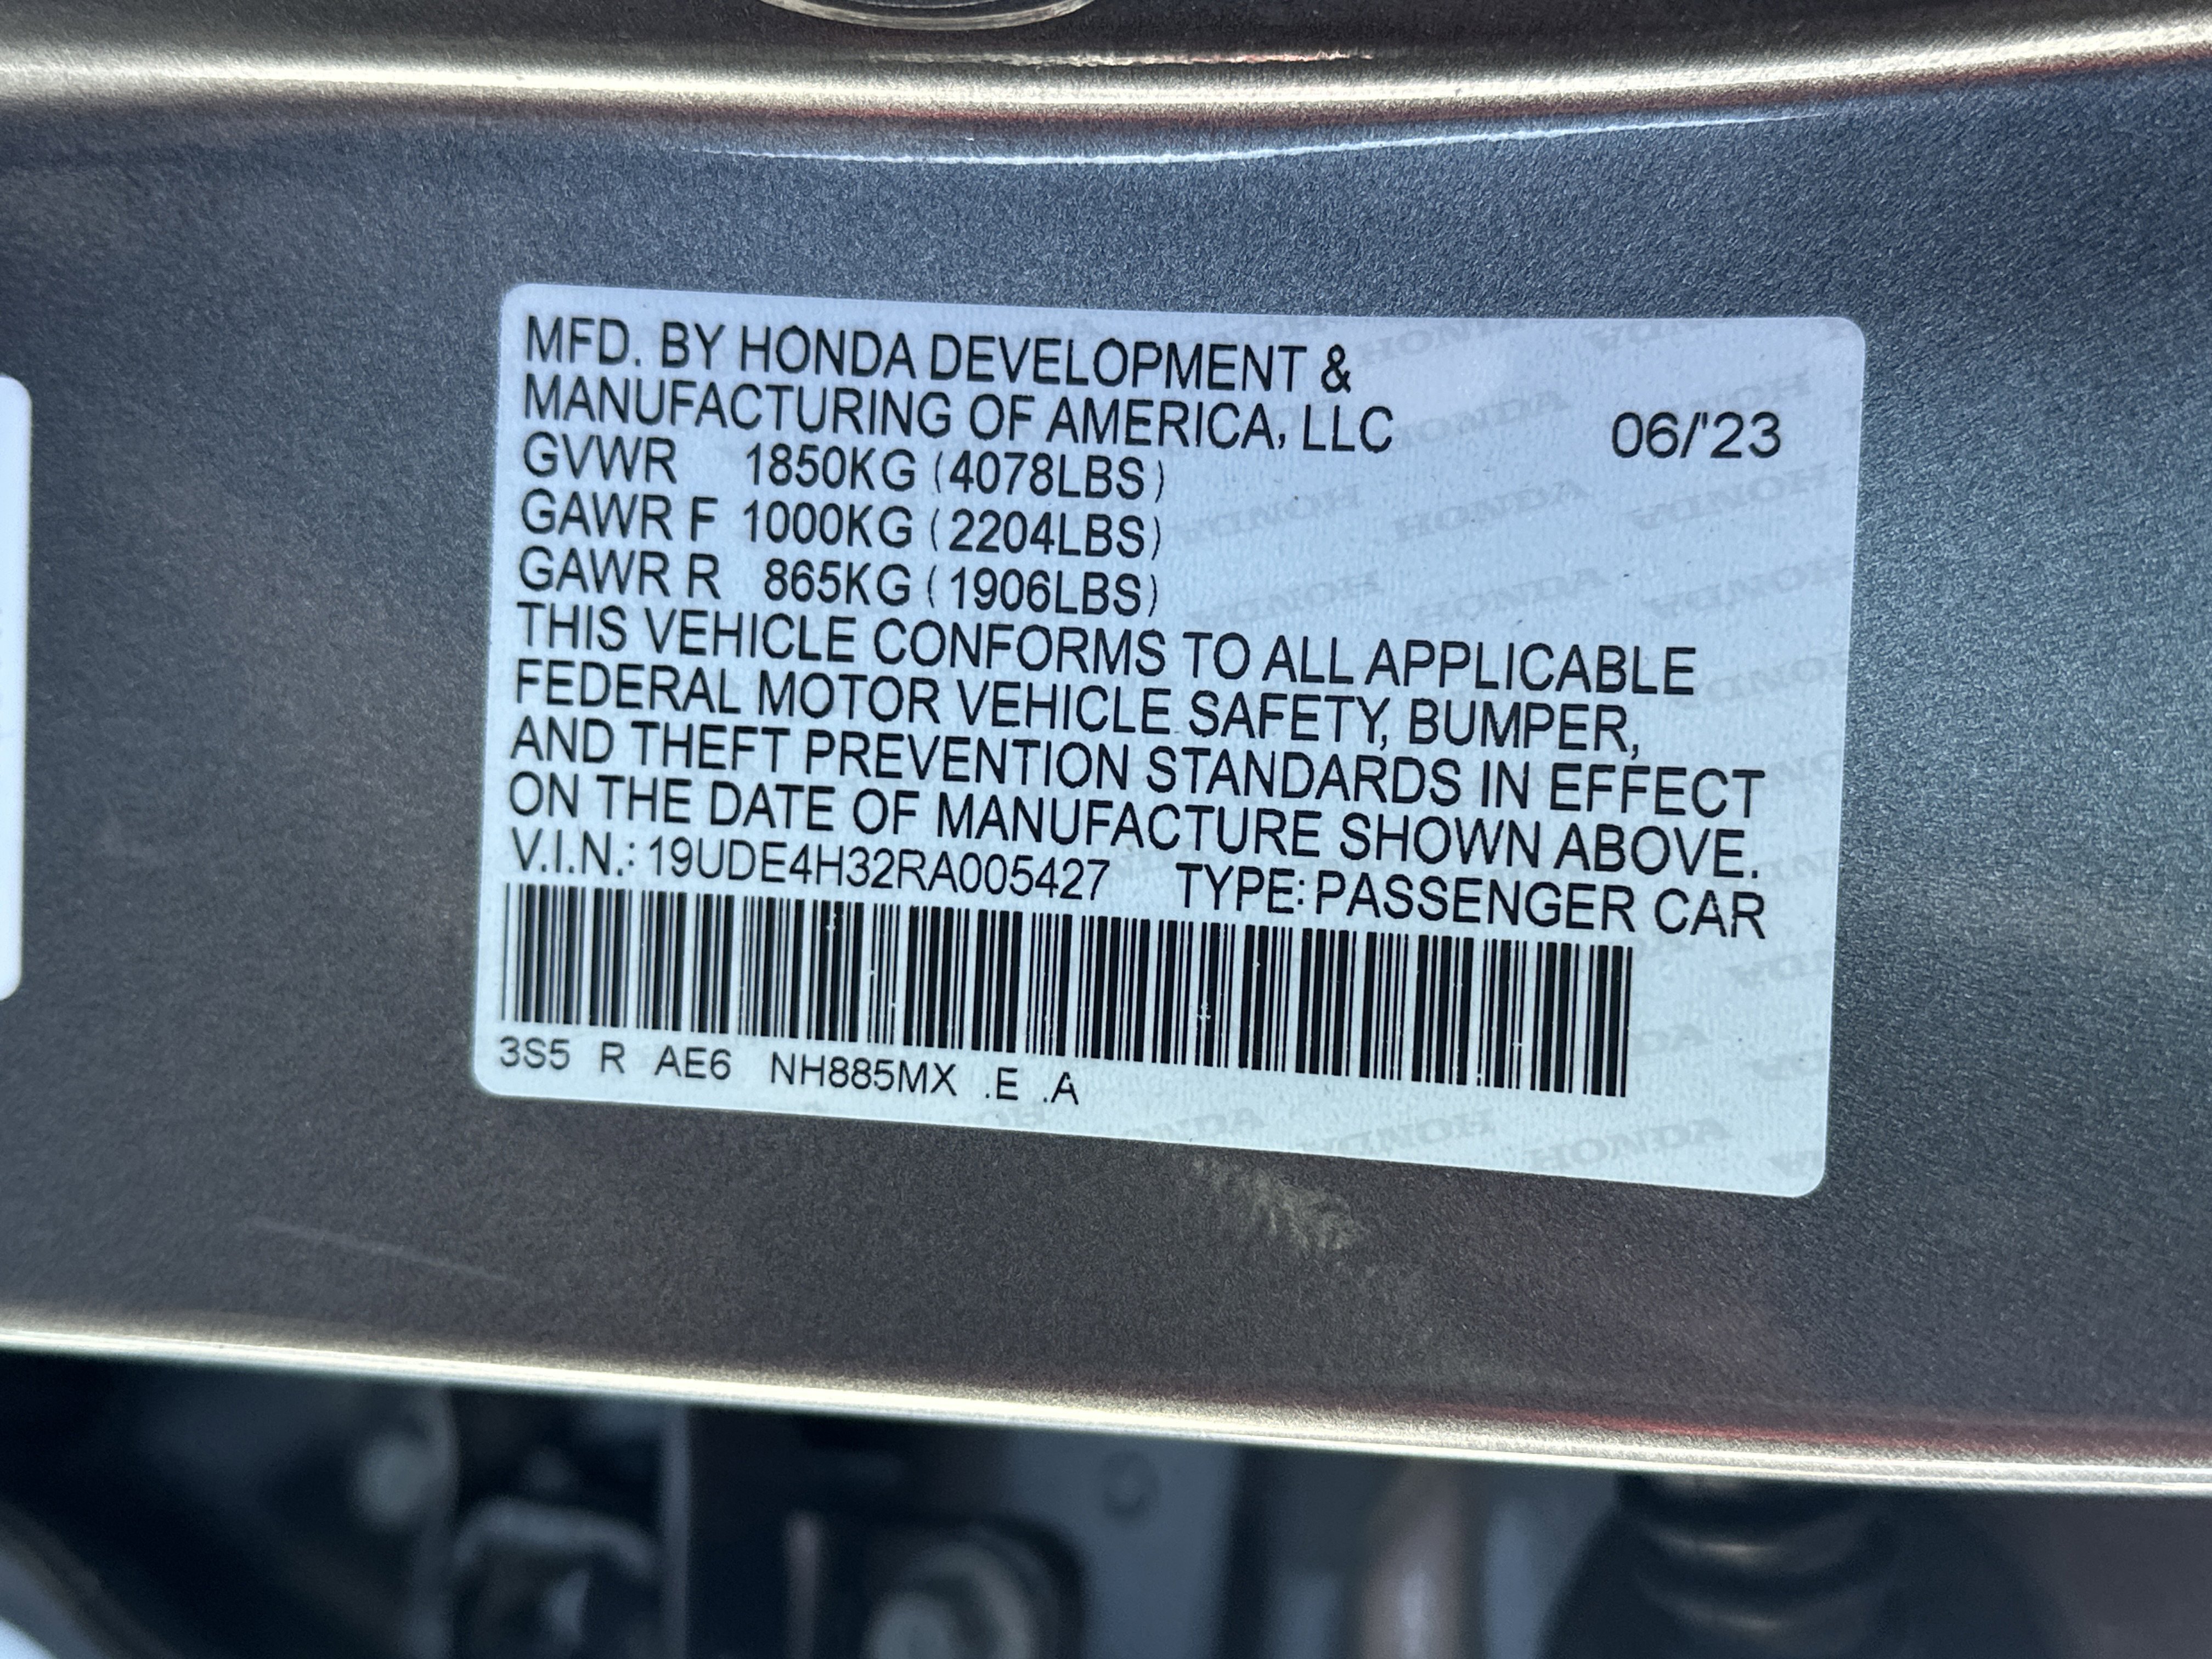 MFD. BY HONDA DEVELOPMENT &
MANUFACTURING OF AMERICA, LLC 06/'23
GVWR 1850KG (4078LBS)
GAWR F 1000KG (2204LBS)
GAWR R 865KG (1906LBS)
THIS VEHICLE CONFORMS TO ALL APPLICABLE
FEDERAL MOTOR VEHICLE SAFETY, BUMPER,
AND THEFT PREVENTION STANDARDS IN EFFECT
ON THE DATE OF MANUFACTURE SHOWN ABOVE.
V.I.N.: 19UDE4H32RA005427 TYPE: PASSENGER CAR
3S5 R AE6 NH885MX .E .A